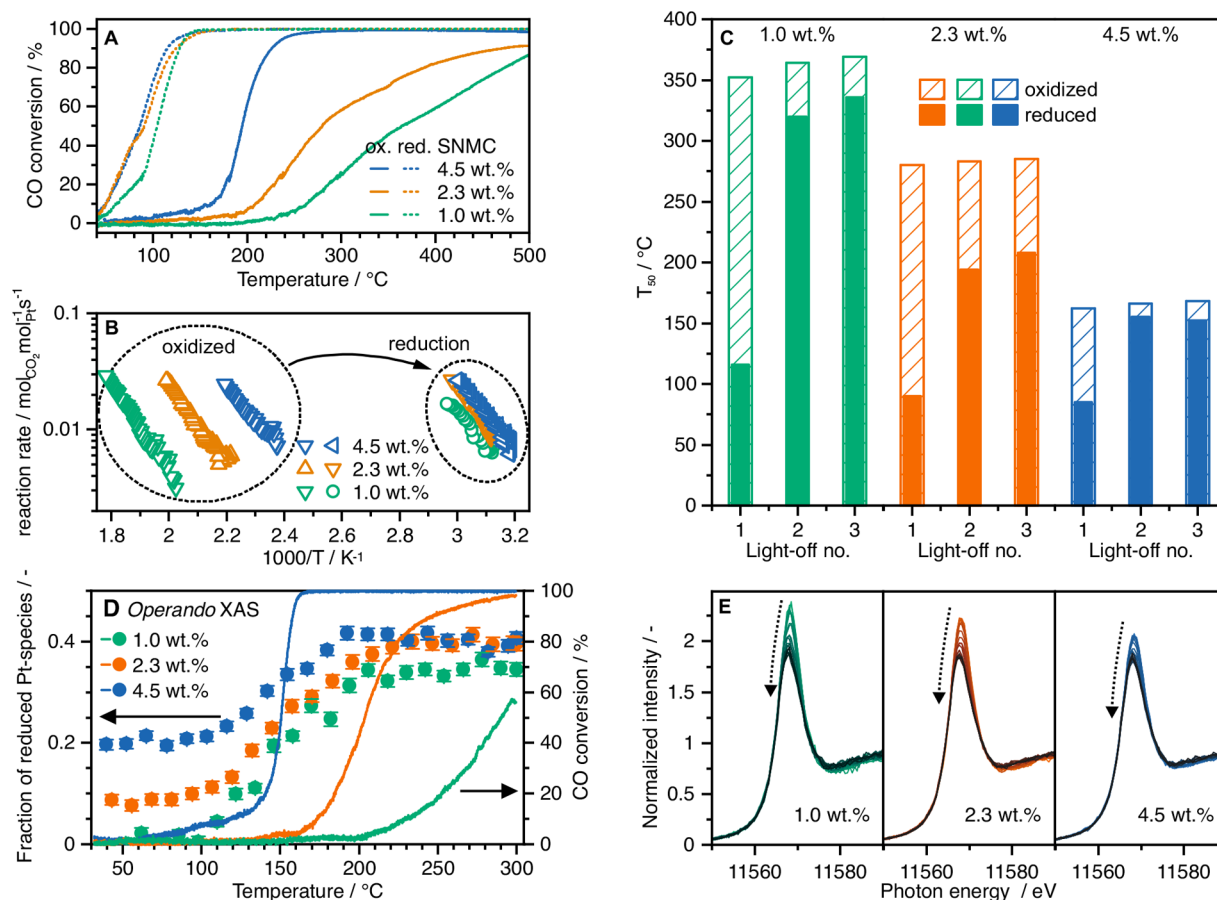 A
CO conversion / %
100
80
60
40
20
0
ox. red. SNMC
4.5 wt.%
2.3 wt.%
1.0 wt.%
100 200 300 400 500
Temperature / °C
B
reaction rate / mol_CO2 mol_Pt^-1 s^-1
0.1
0.01
oxidized
reduction
4.5 wt.%
2.3 wt.%
1.0 wt.%
1.8 2 2.2 2.4 2.6 2.8 3 3.2
1000/T / K^-1
C
T_50 / °C
400
350
300
250
200
150
100
50
0
1.0 wt.% 2.3 wt.% 4.5 wt.%
oxidized
reduced
1 2 3 1 2 3 1 2 3
Light-off no. Light-off no. Light-off no.
D Operando XAS
Fraction of reduced Pt-species / -
0.4
0.2
0
1.0 wt.%
2.3 wt.%
4.5 wt.%
100
80
60
40
20
0
CO conversion / %
50 100 150 200 250 300
Temperature / °C
E
Normalized intensity / -
2
1.5
1
0.5
0
1.0 wt.% 2.3 wt.% 4.5 wt.%
11560 11580 11560 11580 11560 11580
Photon energy / eV